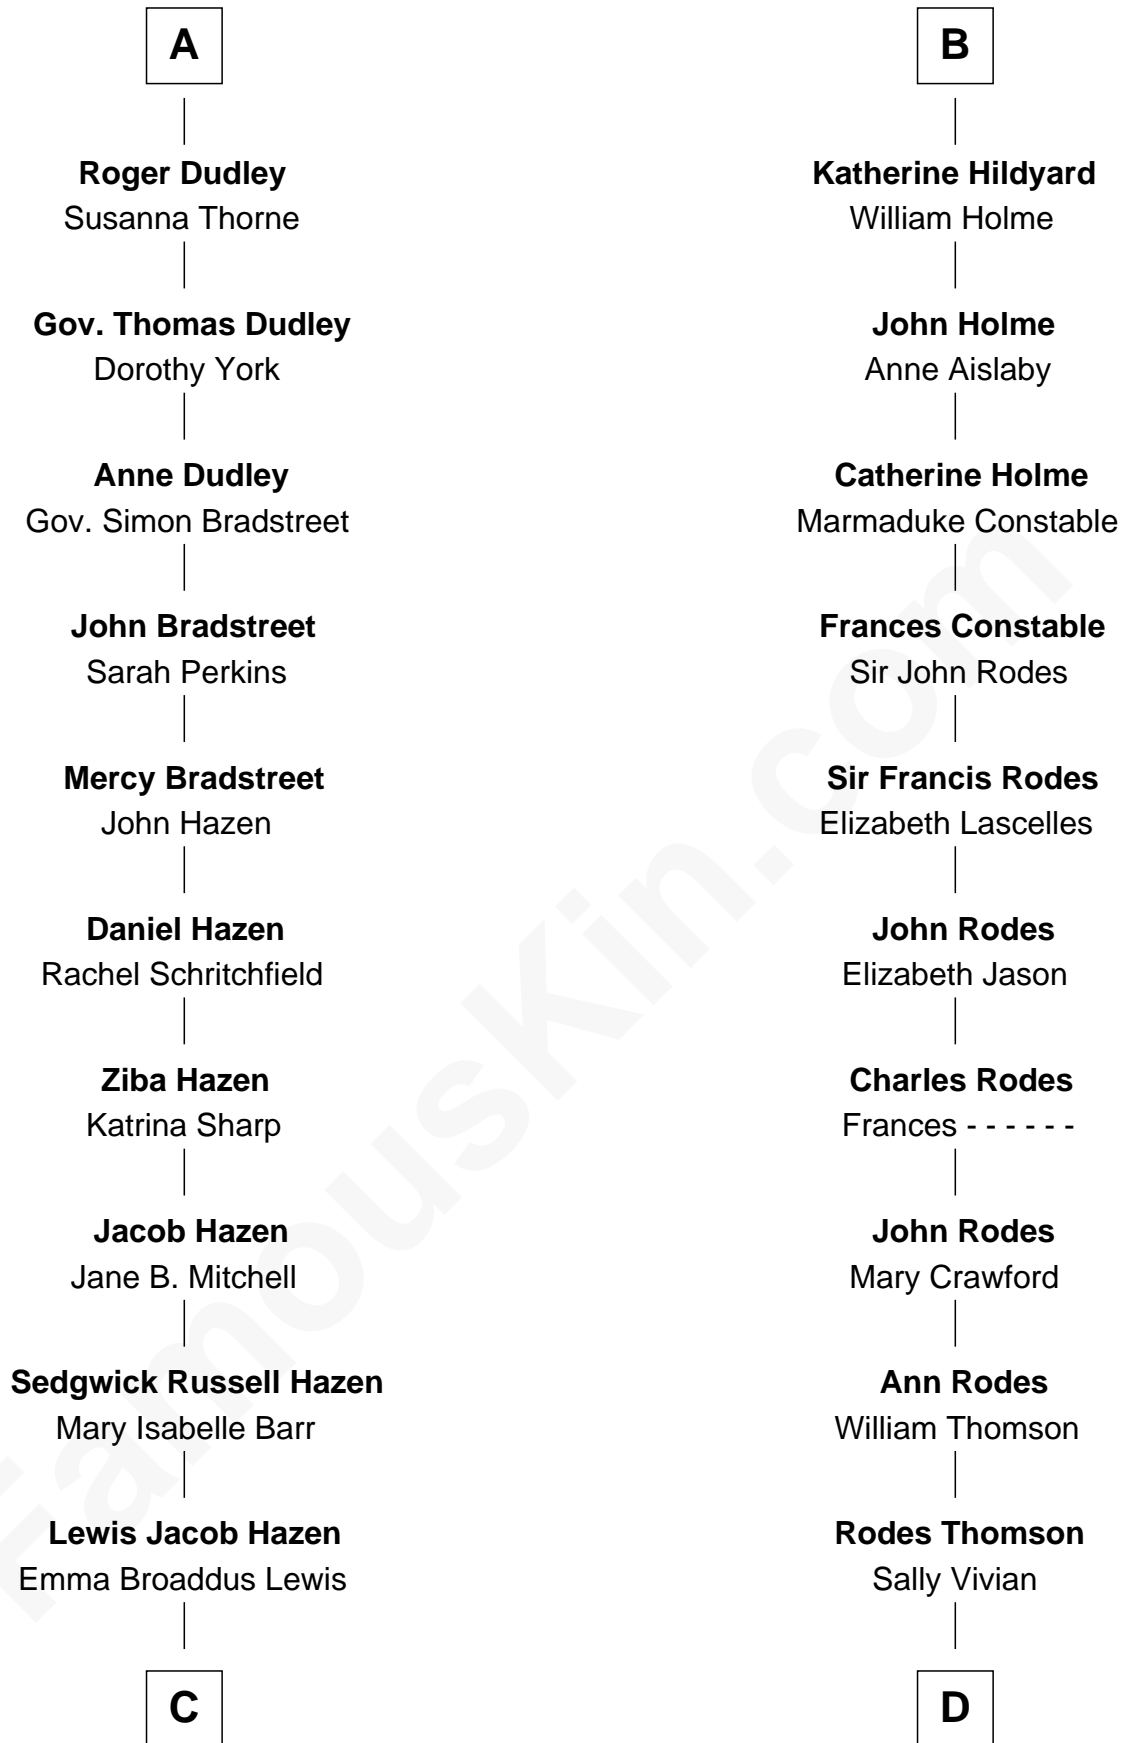 A
Roger Dudley
Susanna Thorne
Gov. Thomas Dudley
Dorothy York
Anne Dudley
Gov. Simon Bradstreet
John Bradstreet
Sarah Perkins
Mercy Bradstreet
John Hazen
Daniel Hazen
Rachel Schritchfield
Ziba Hazen
Katrina Sharp
Jacob Hazen
Jane B. Mitchell
Sedgwick Russell Hazen
Mary Isabelle Barr
Lewis Jacob Hazen
Emma Broaddus Lewis
C
B
Katherine Hildyard
William Holme
John Holme
Anne Aislaby
Catherine Holme
Marmaduke Constable
Frances Constable
Sir John Rodes
Sir Francis Rodes
Elizabeth Lascelles
John Rodes
Elizabeth Jason
Charles Rodes
Frances - - - - - -
John Rodes
Mary Crawford
Ann Rodes
William Thomson
Rodes Thomson
Sally Vivian
D
FamousKin.com